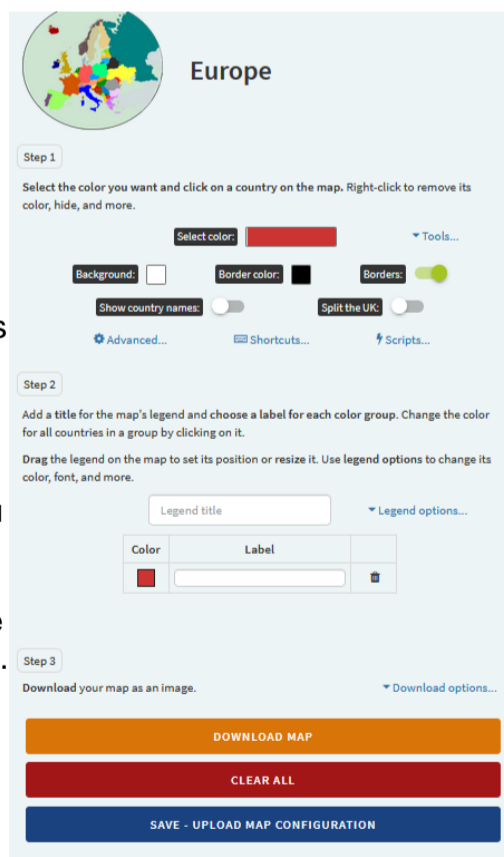 Europe
Step 1
Select the color you want and click on a country on the map. Right-click to remove its
color, hide, and more.
Select color:
Tools...
Background:
Border color:
Borders:
Show country names:
Split the UK:
Advanced...
Shortcuts...
Scripts...
s
Step 2
Add a title for the map's legend and choose a label for each color group. Change the color
for all countries in a group by clicking on it.
Drag the legend on the map to set its position or resize it. Use legend options to change its
color, font, and more.
Legend title
Legend options...
Color Label
e
.
Step 3
Download your map as an image.
Download options...
DOWNLOAD MAP
CLEAR ALL
SAVE - UPLOAD MAP CONFIGURATION